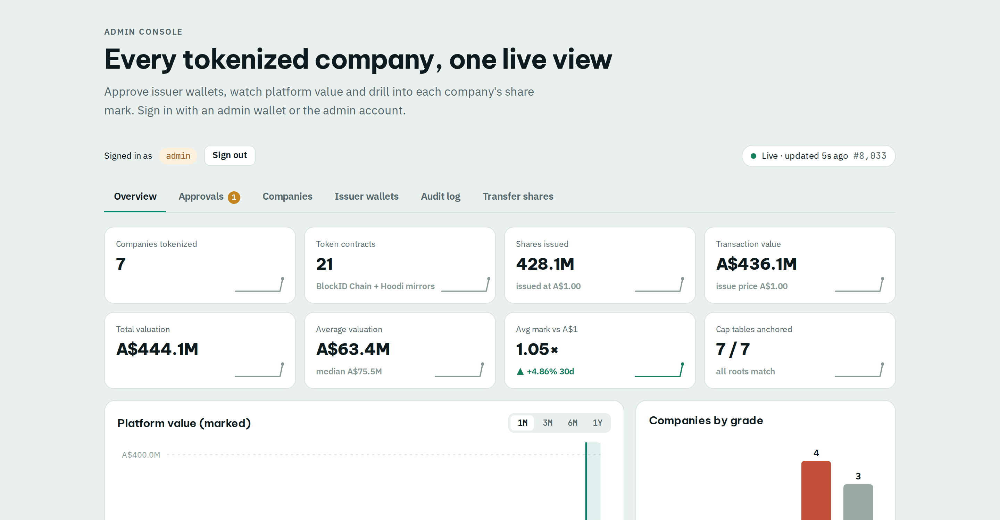 ADMIN CONSOLE
Every tokenized company, one live view
Approve issuer wallets, watch platform value and drill into each company's share
mark. Sign in with an admin wallet or the admin account.
Signed in as admin Sign out
Live · updated 5s ago #8,033
Overview Approvals 1 Companies Issuer wallets Audit log Transfer shares
Companies tokenized
7
Token contracts
21
BlockID Chain + Hoodi mirrors
Shares issued
428.1M
issued at A$1.00
Transaction value
A$436.1M
issue price A$1.00
Total valuation
A$444.1M
Average valuation
A$63.4M
median A$75.5M
Avg mark vs A$1
1.05×
▲ +4.86% 30d
Cap tables anchored
7 / 7
all roots match
Platform value (marked)
1M 3M 6M 1Y
A$400.0M
Companies by grade
4
3